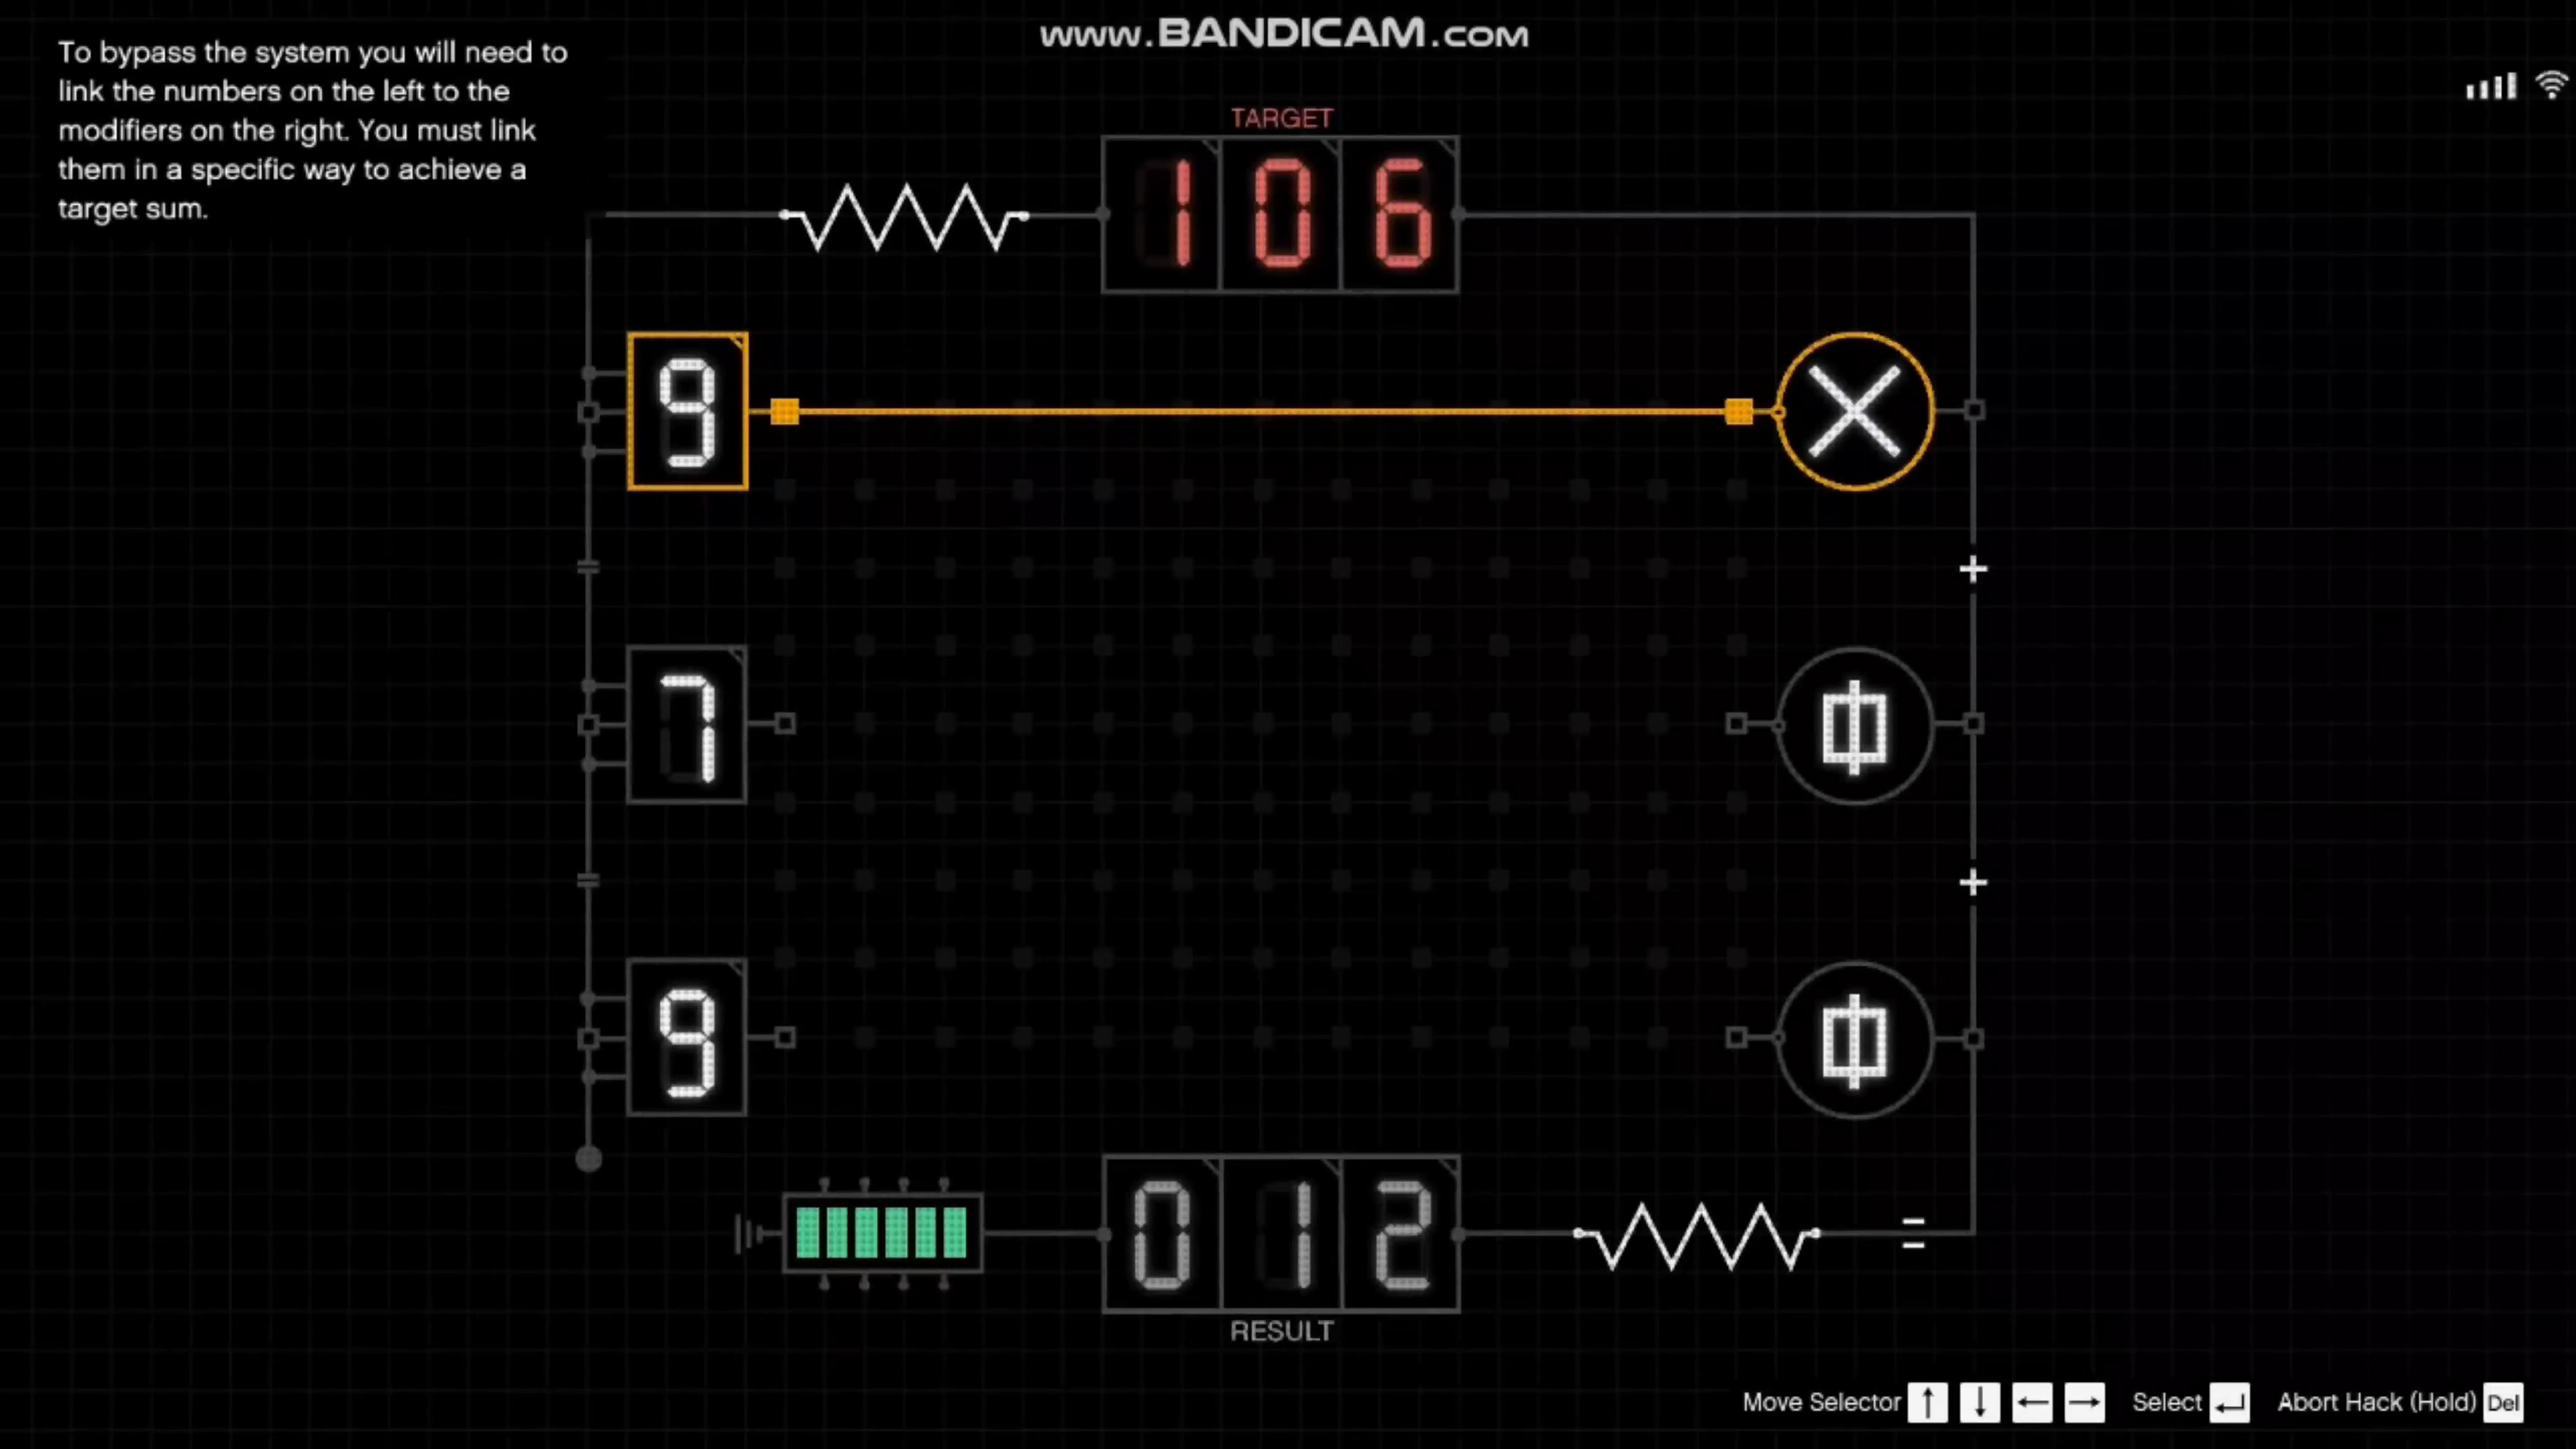 www.BANDICAM.com
To bypass the system you will need to
link the numbers on the left to the
modifiers on the right. You must link
them in a specific way to achieve a
target sum.
TARGET
106
9
7
9
+
+
012
=
RESULT
Move Selector ↑ ↓ ← → Select ↵ Abort Hack (Hold) Del